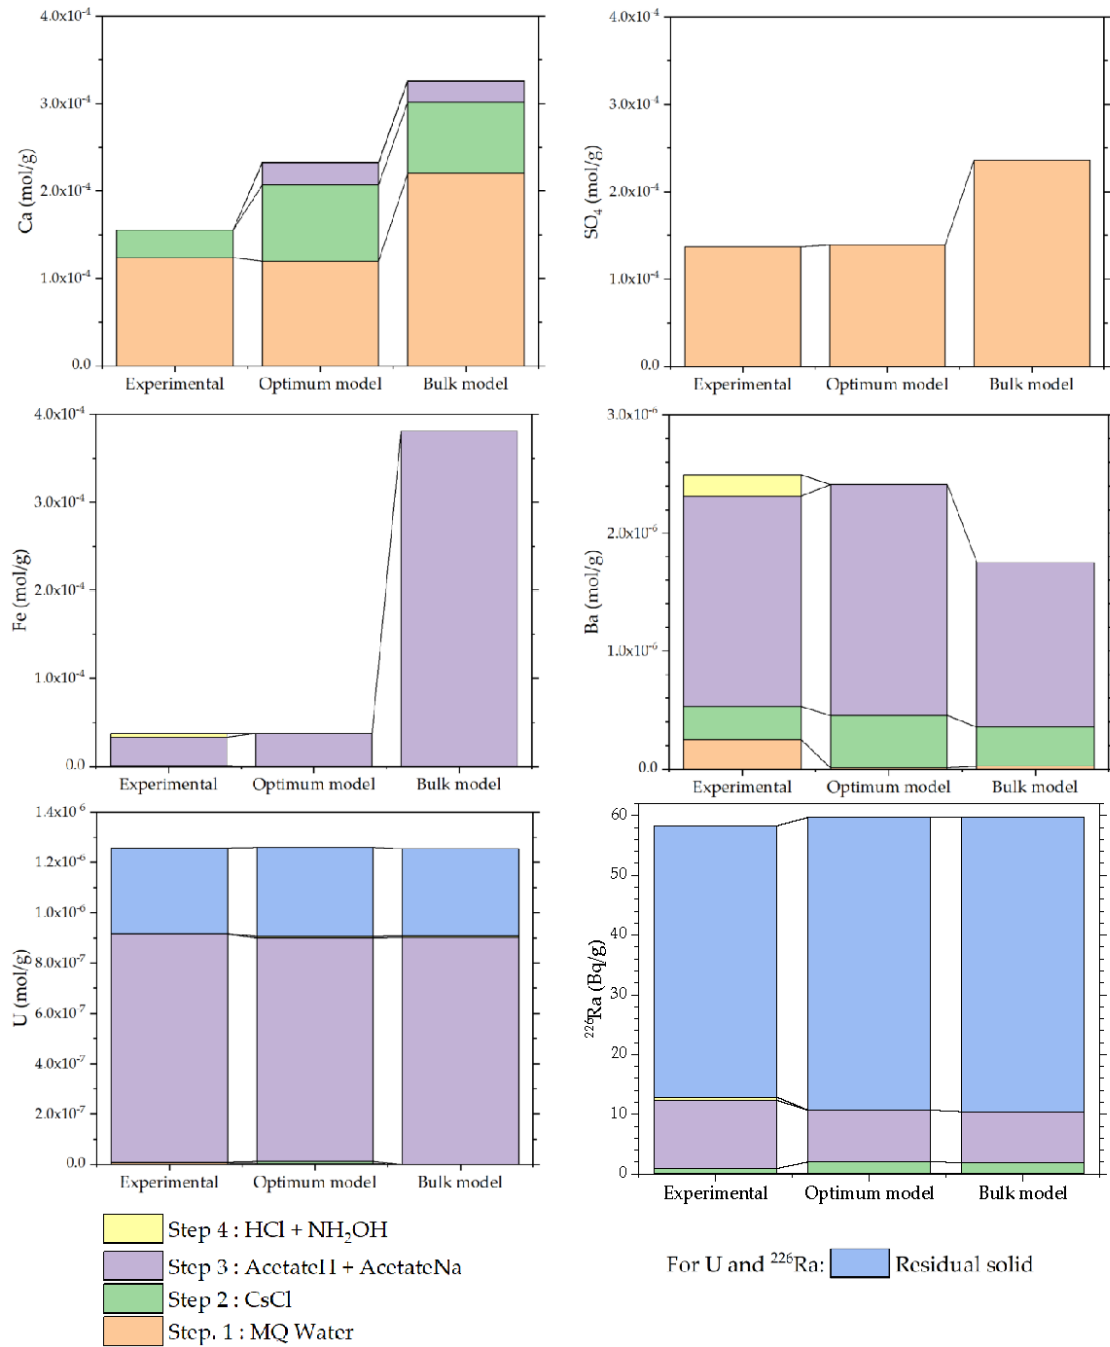 4.0x10⁻⁴
3.0x10⁻⁴
2.0x10⁻⁴
1.0x10⁻⁴
0.0
Ca (mol/g)
Experimental Optimum model Bulk model
4.0x10⁻⁴
3.0x10⁻⁴
2.0x10⁻⁴
1.0x10⁻⁴
0.0
SO₄ (mol/g)
Experimental Optimum model Bulk model
4.0x10⁻⁴
3.0x10⁻⁴
2.0x10⁻⁴
1.0x10⁻⁴
0.0
Fe (mol/g)
Experimental Optimum model Bulk model
3.0x10⁻⁶
2.0x10⁻⁶
1.0x10⁻⁶
0.0
Ba (mol/g)
Experimental Optimum model Bulk model
1.4x10⁻⁶
1.2x10⁻⁶
1.0x10⁻⁶
8.0x10⁻⁷
6.0x10⁻⁷
4.0x10⁻⁷
2.0x10⁻⁷
0.0
U (mol/g)
Experimental Optimum model Bulk model
60
50
40
30
20
10
0
²²⁶Ra (Bq/g)
Experimental Optimum model Bulk model
Step 4 : HCl + NH₂OH
Step 3 : AcetateH + AcetateNa
Step 2 : CsCl
Step. 1 : MQ Water
For U and ²²⁶Ra: Residual solid